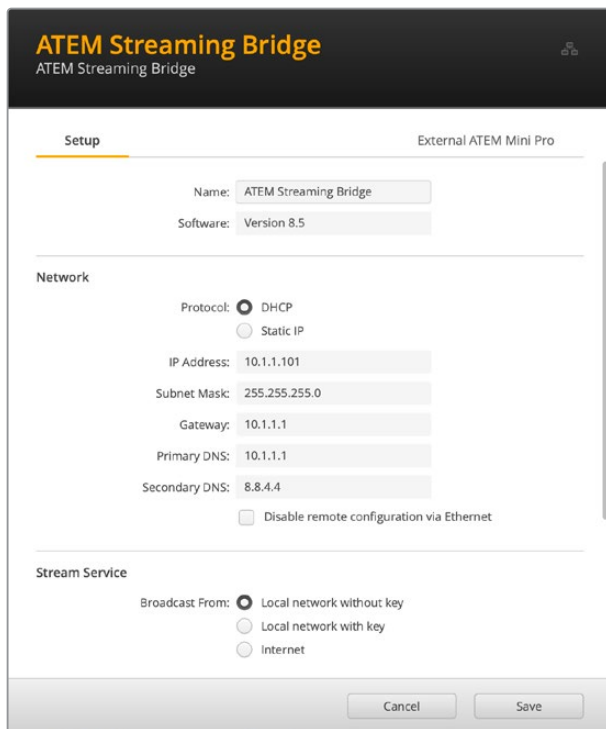 ATEM Streaming Bridge
ATEM Streaming Bridge
Setup External ATEM Mini Pro
Name: ATEM Streaming Bridge
Software: Version 8.5
Network
Protocol: DHCP
Static IP
IP Address: 10.1.1.101
Subnet Mask: 255.255.255.0
Gateway: 10.1.1.1
Primary DNS: 10.1.1.1
Secondary DNS: 8.8.4.4
Disable remote configuration via Ethernet
Stream Service
Broadcast From: Local network without key
Local network with key
Internet
Cancel Save